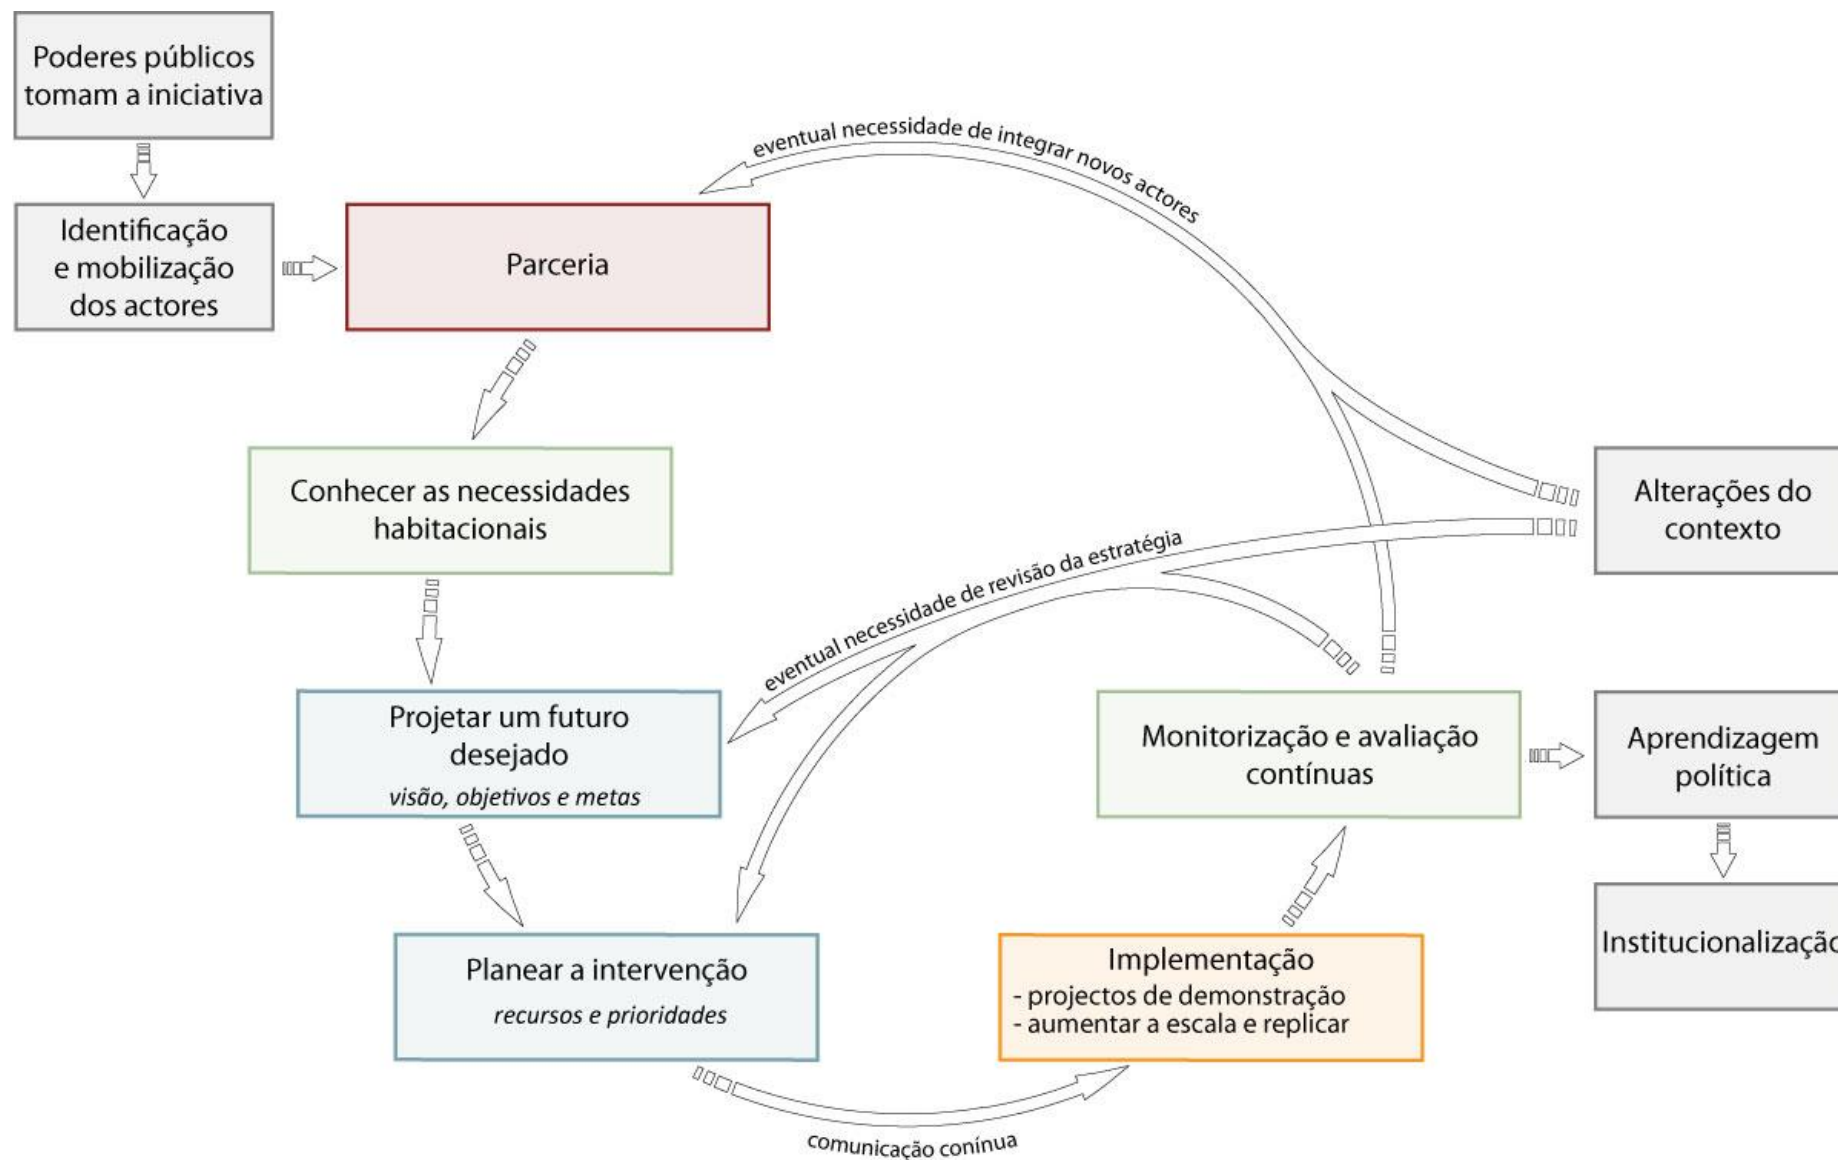 Poderes públicos
tomam a iniciativa
Identificação
e mobilização
dos actores
Parceria
eventual necessidade de integrar novos actores
Conhecer as necessidades
habitacionais
Alterações do
contexto
eventual necessidade de revisão da estratégia
Projetar um futuro
desejado
visão, objetivos e metas
Monitorização e avaliação
contínuas
Aprendizagem
política
Planear a intervenção
recursos e prioridades
Implementação
- projectos de demonstração
- aumentar a escala e replicar
Institucionalização
comunicação conínua